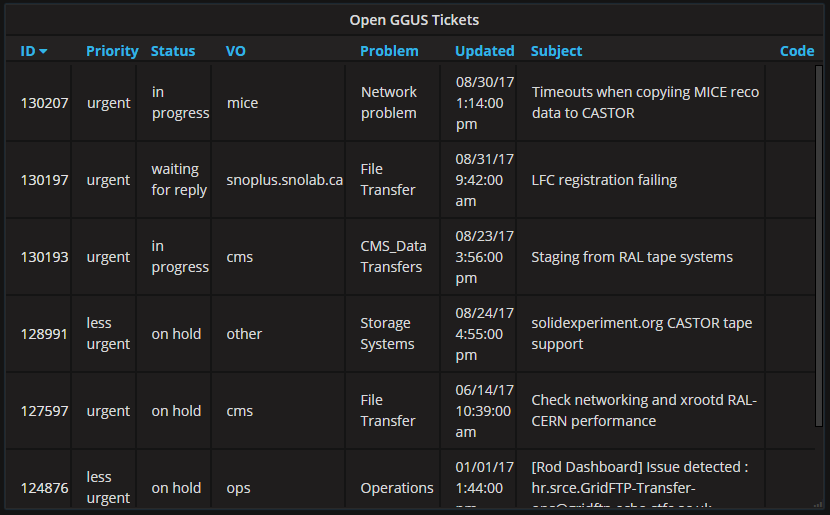 Open GGUS Tickets
ID Priority Status VO Problem Updated Subject Code
130207 urgent in progress mice Network problem 08/30/17 1:14:00 pm Timeouts when copyiing MICE reco data to CASTOR
130197 urgent waiting for reply snoplus.snolab.ca File Transfer 08/31/17 9:42:00 am LFC registration failing
130193 urgent in progress cms CMS_Data Transfers 08/23/17 3:56:00 pm Staging from RAL tape systems
128991 less urgent on hold other Storage Systems 08/24/17 4:55:00 pm solidexperiment.org CASTOR tape support
127597 urgent on hold cms File Transfer 06/14/17 10:39:00 am Check networking and xrootd RAL-CERN performance
124876 less urgent on hold ops Operations 01/01/17 1:44:00 [Rod Dashboard] Issue detected : hr.srce.GridFTP-Transfer-